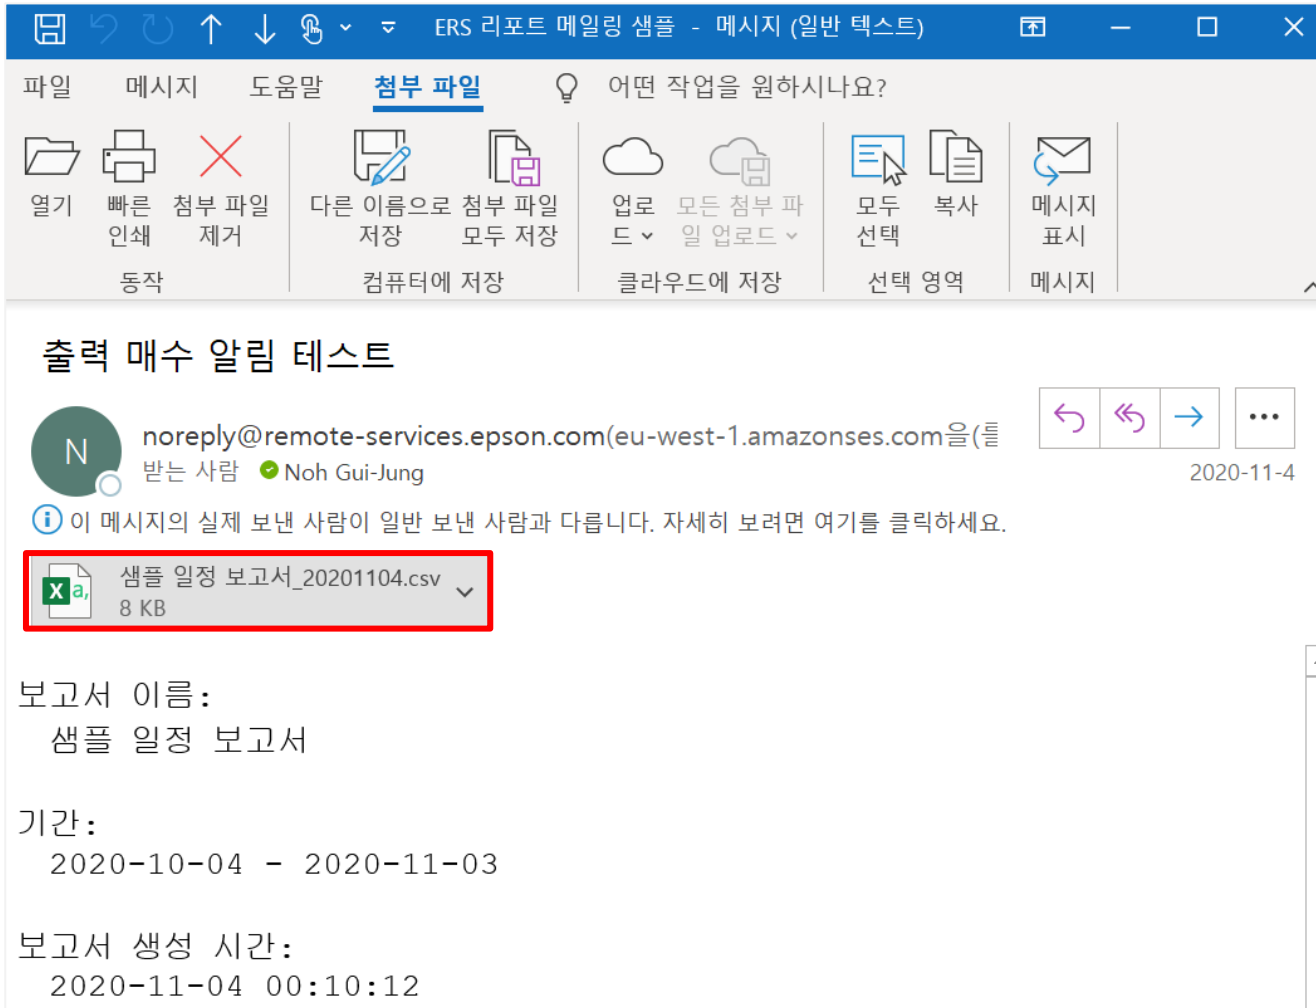 ERS 리포트 메일링 샘플 - 메시지 (일반 텍스트)
파일 메시지 도움말 첨부 파일 어떤 작업을 원하시나요?
열기 빠른 인쇄 첨부 파일 제거 다른 이름으로 저장 첨부 파일 모두 저장 업로드 모든 첨부 파일 업로드 모두 선택 복사 메시지 표시
동작 컴퓨터에 저장 클라우드에 저장 선택 영역 메시지
출력 매수 알림 테스트
N
noreply@remote-services.epson.com(eu-west-1.amazonses.com을(를
받는 사람 Noh Gui-Jung
2020-11-4
이 메시지의 실제 보낸 사람이 일반 보낸 사람과 다릅니다. 자세히 보려면 여기를 클릭하세요.
샘플 일정 보고서_20201104.csv
8 KB
보고서 이름:
샘플 일정 보고서
기간:
2020-10-04 - 2020-11-03
보고서 생성 시간:
2020-11-04 00:10:12